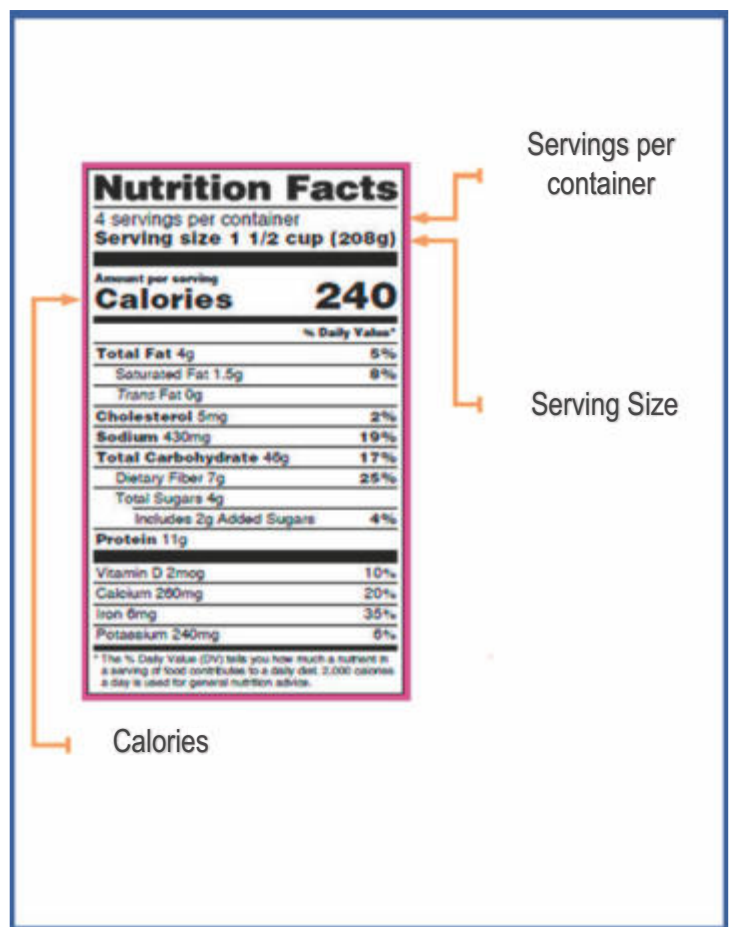 Servings per
container
Nutrition Facts
4 servings per container
Serving size 1 1/2 cup (208g)
Amount per serving
Calories 240
% Daily Value*
Total Fat 4g 5%
Saturated Fat 1.5g 8%
Trans Fat 0g
Cholesterol 5mg 2%
Sodium 430mg 19%
Total Carbohydrate 46g 17%
Dietary Fiber 7g 25%
Total Sugars 4g
Includes 2g Added Sugars 4%
Protein 11g
Vitamin D 2mcg 10%
Calcium 260mg 20%
Iron 6mg 35%
Potassium 240mg 6%
* The % Daily Value (DV) tells you how much a nutrient in
a serving of food contributes to a daily diet. 2,000 calories
a day is used for general nutrition advice.
Serving Size
Calories